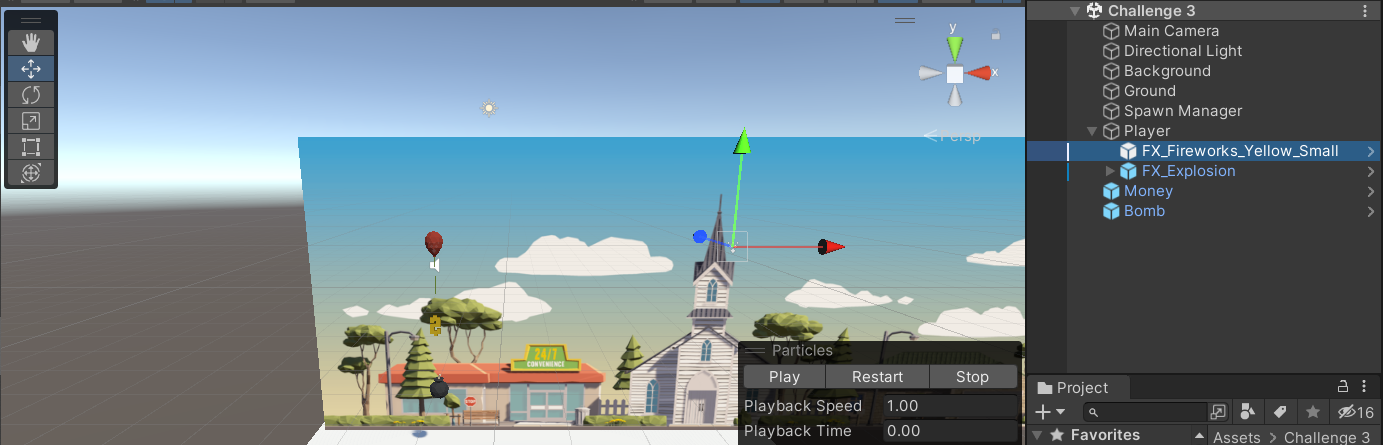 Challenge 3
Main Camera
Directional Light
Background
Ground
Spawn Manager
Player
FX_Fireworks_Yellow_Small
FX_Explosion
Money
Bomb
y
x
Persp
24/7
CONVENIENCE
Particles
Play Restart Stop
Playback Speed 1.00
Playback Time 0.00
Project
16
Favorites
Assets > Challenge 3